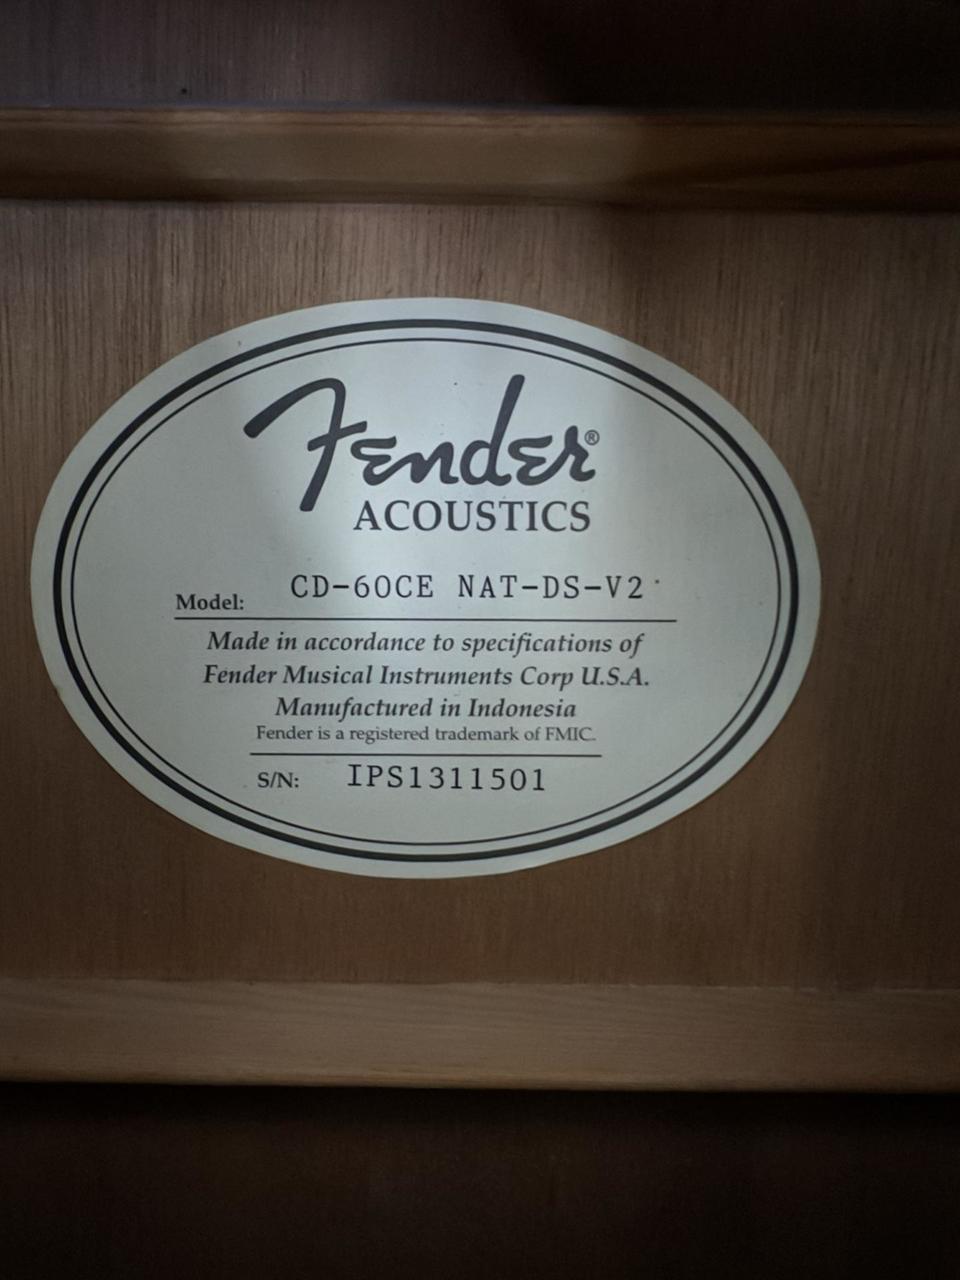 Fender®
ACOUSTICS
Model: CD-60CE NAT-DS-V2
Made in accordance to specifications of
Fender Musical Instruments Corp U.S.A.
Manufactured in Indonesia
Fender is a registered trademark of FMIC.
S/N: IPS1311501